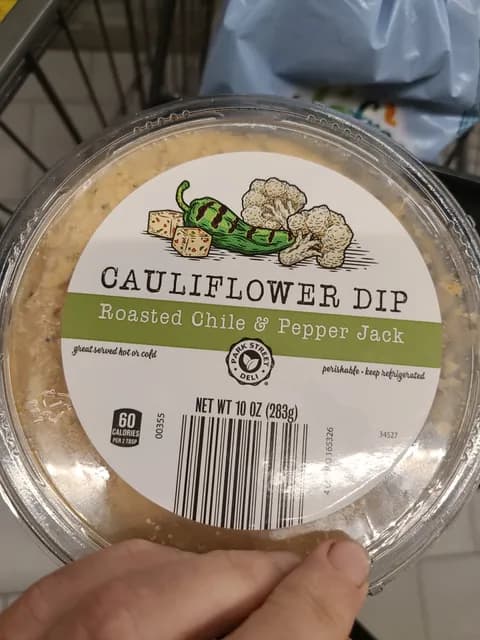 CAULIFLOWER DIP
Roasted Chile & Pepper Jack
great served hot or cold
PARK STREET DELI
perishable • keep refrigerated
NET WT 10 OZ (283g)
60 CALORIES PER 2 TBSP
00355
34527